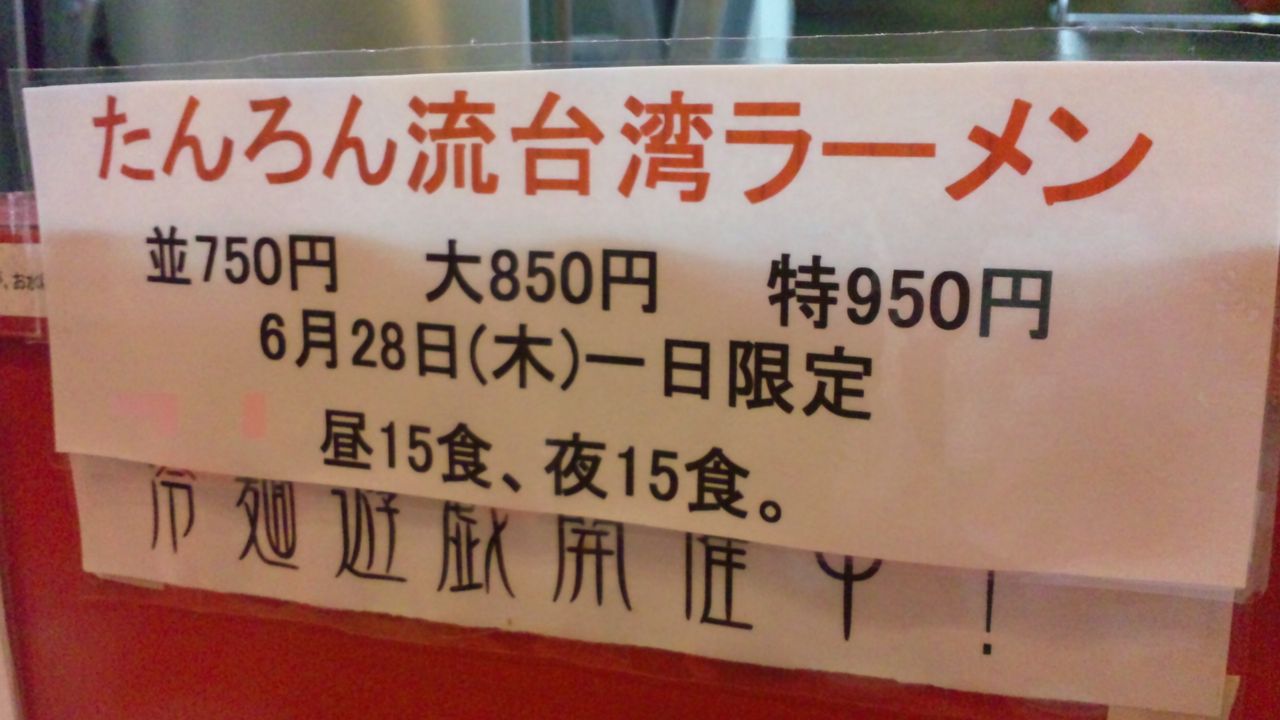 たんろん流台湾ラーメン
並750円 大850円 特950円
6月28日(木)一日限定
昼15食、夜15食。
冷麺遊戯開催中!